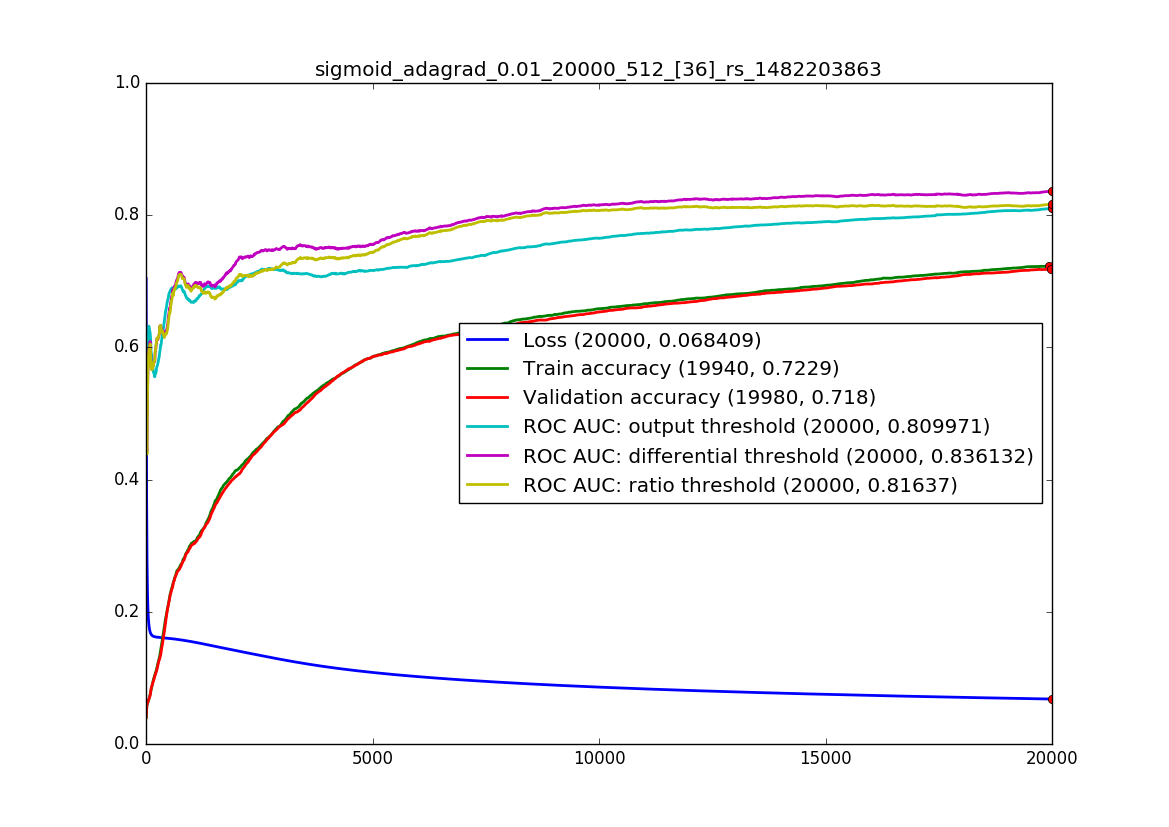 sigmoid_adagrad_0.01_20000_512_[36]_rs_1482203863
1.0
0.8
0.6
0.4
0.2
0.0
Loss (20000, 0.068409)
Train accuracy (19940, 0.7229)
Validation accuracy (19980, 0.718)
ROC AUC: output threshold (20000, 0.809971)
ROC AUC: differential threshold (20000, 0.836132)
ROC AUC: ratio threshold (20000, 0.81637)
0 5000 10000 15000 20000